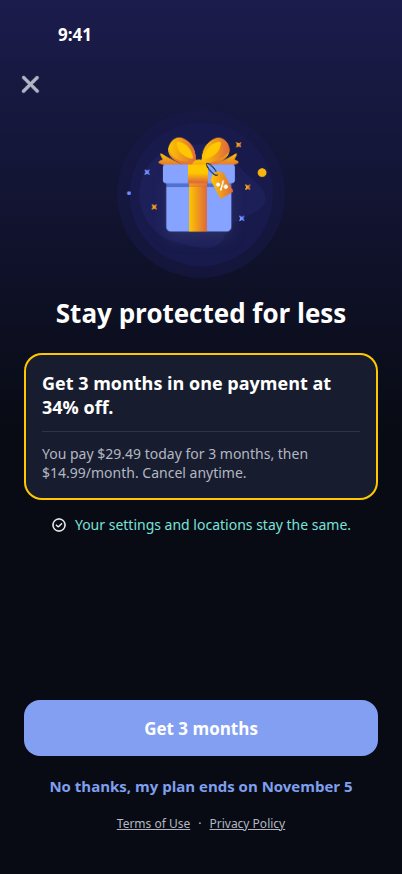 9:41
%
Stay protected for less
Get 3 months in one payment at
34% off.
You pay $29.49 today for 3 months, then
$14.99/month. Cancel anytime.
Your settings and locations stay the same.
Get 3 months
No thanks, my plan ends on November 5
Terms of Use · Privacy Policy